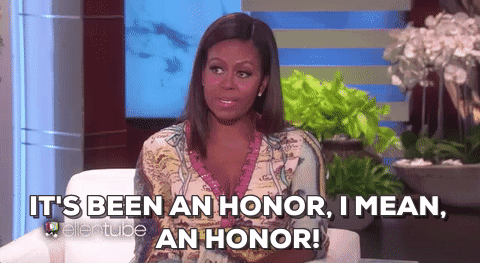 IT'S BEEN AN HONOR, I MEAN,
AN HONOR!
ellentube